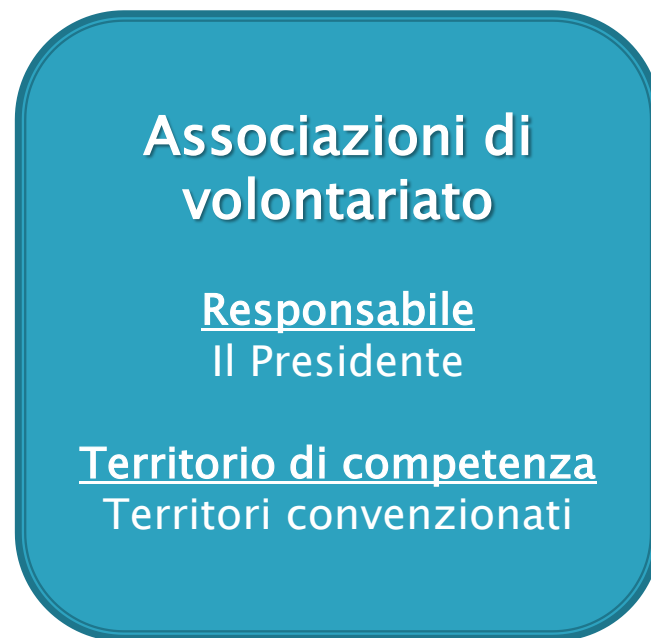 Associazioni di
volontariato
Responsabile
Il Presidente
Territorio di competenza
Territori convenzionati